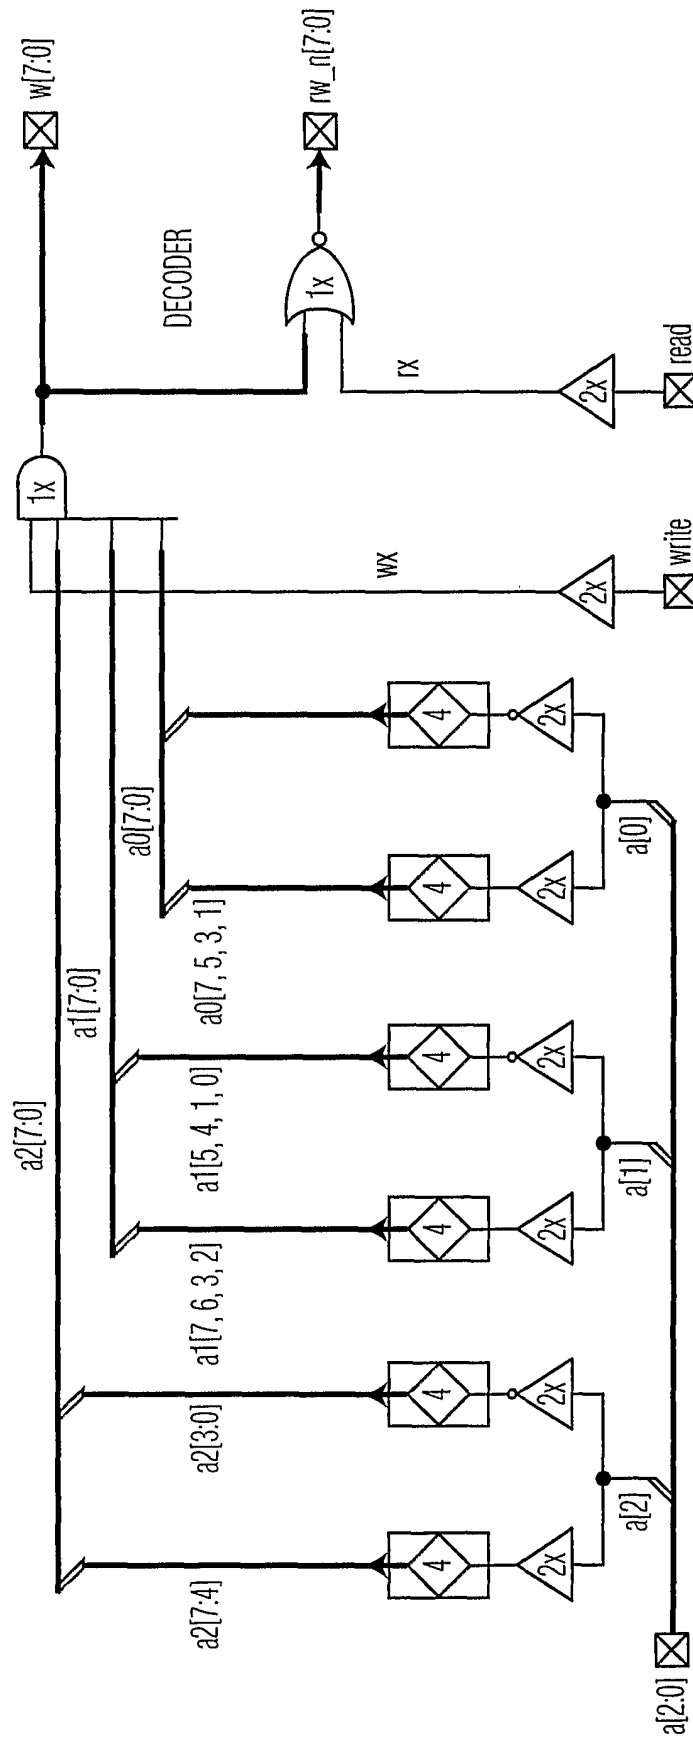 w[7:0]
rw_n[7:0]
DECODER
1x
1x
rx
2x
read
wx
2x
write
a2[7:0]
a1[7:0]
a0[7:0]
a2[7:4]
a2[3:0]
a1[7, 6, 3, 2]
a1[5, 4, 1, 0]
a0[7, 5, 3, 1]
4
4
4
4
4
4
2x
2x
2x
2x
2x
2x
a[2]
a[1]
a[0]
a[2:0]